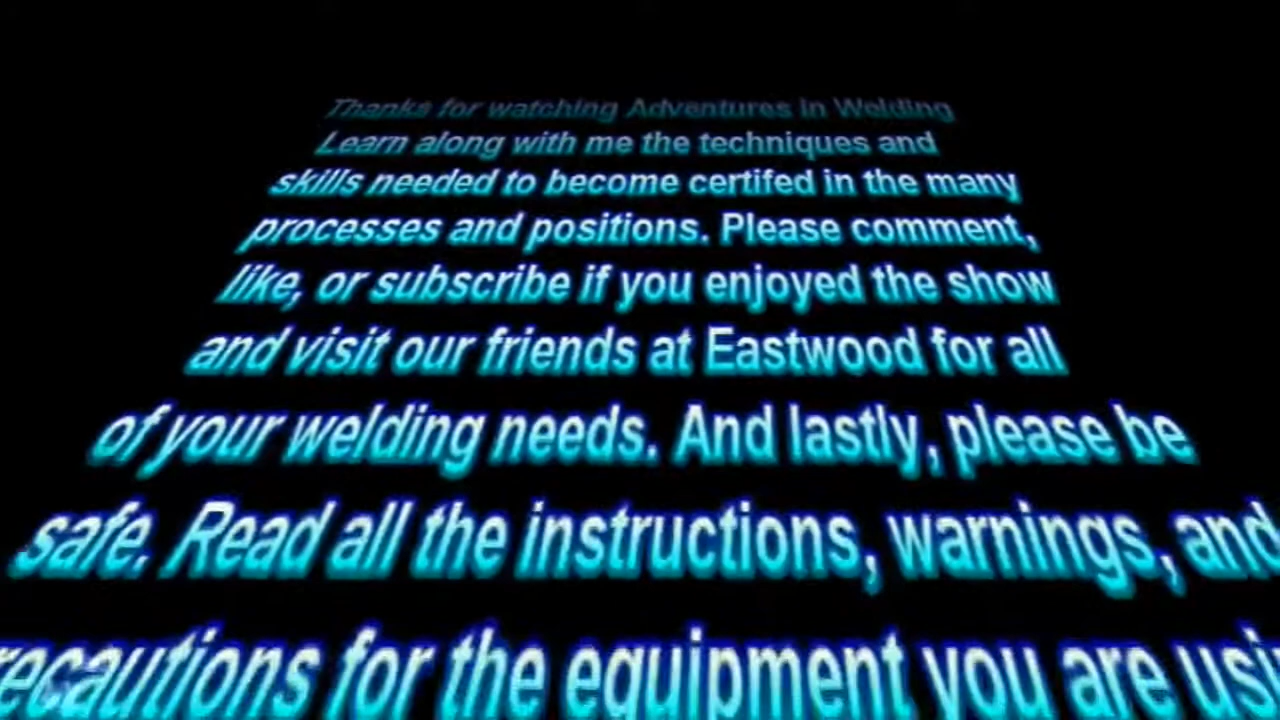 Thanks for watching Adventures in Welding
Learn along with me the techniques and
skills needed to become certifed in the many
processes and positions. Please comment,
like, or subscribe if you enjoyed the show
and visit our friends at Eastwood for all
of your welding needs. And lastly, please be
safe. Read all the instructions, warnings, and
recautions for the equipment you are usi